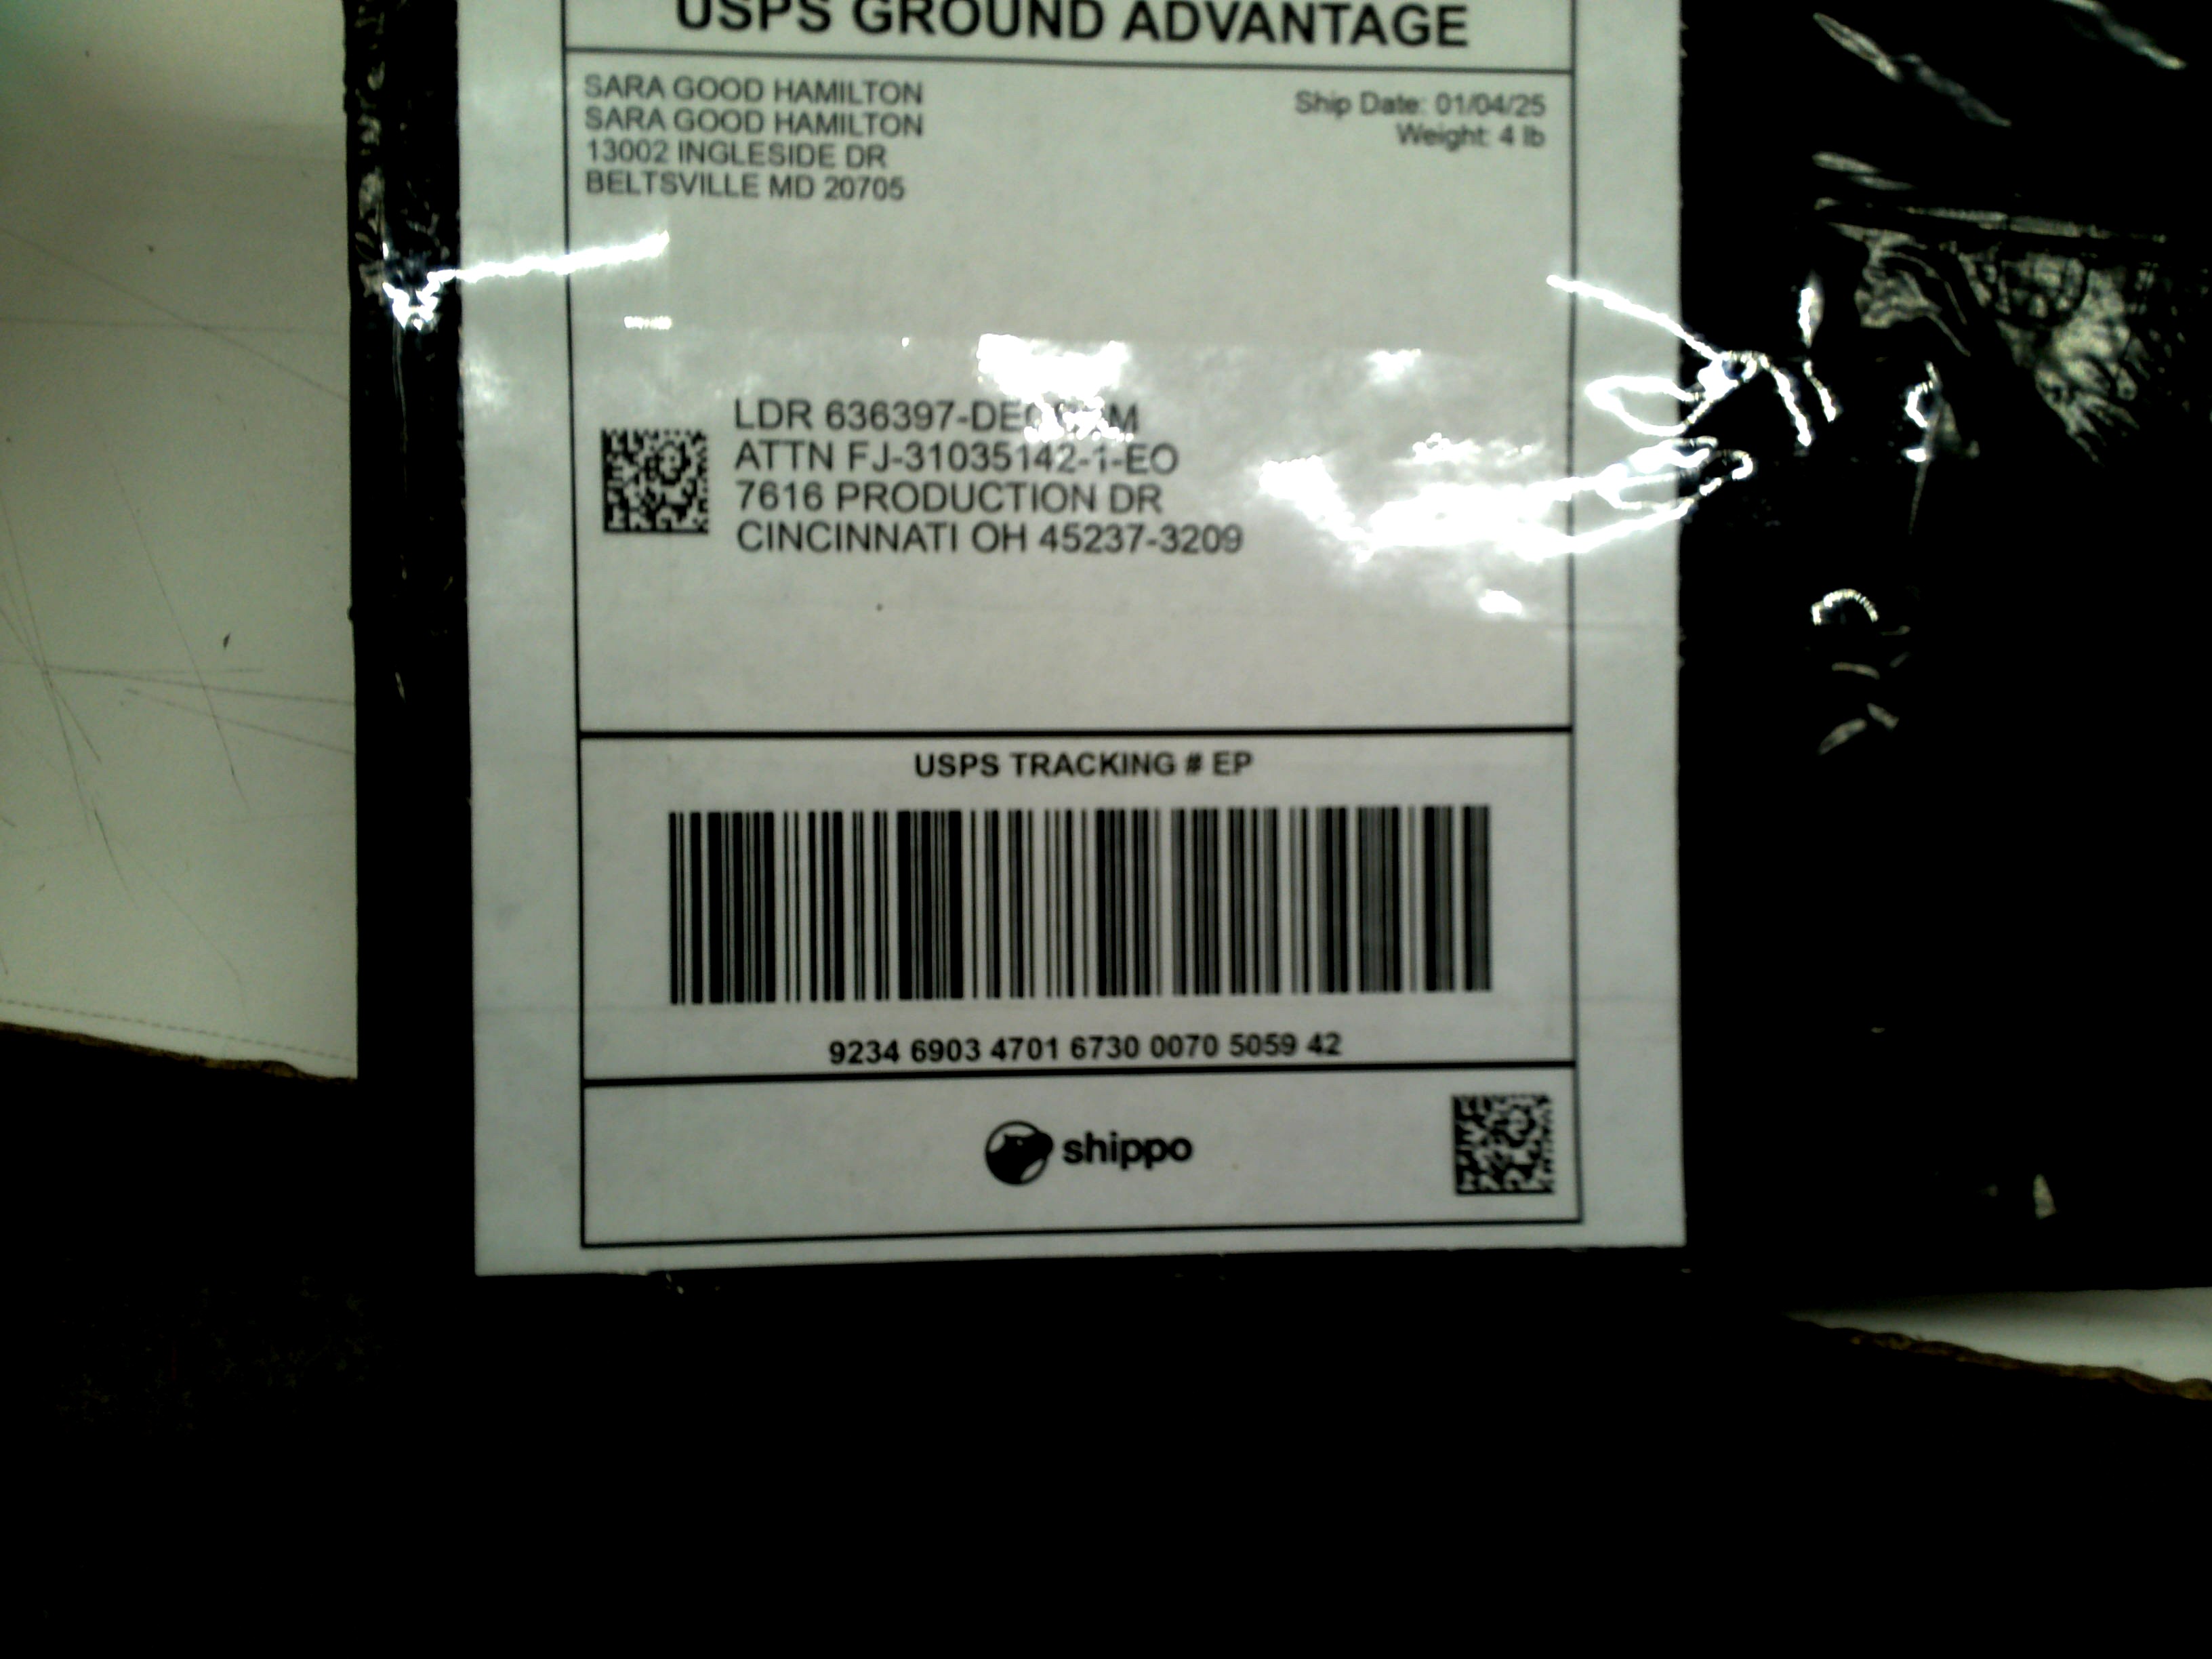 USPS GROUND ADVANTAGE
SARA GOOD HAMILTON
SARA GOOD HAMILTON
13002 INGLESIDE DR
BELTSVILLE MD 20705
Ship Date: 01/04/25
Weight: 4 lb
LDR
ATTN FJ-31035142-1-EO
7616 PRODUCTION DR
CINCINNATI OH 45237-3209
USPS TRACKING # EP
9234 6903 4701 6730 0070 5059 42
shippo